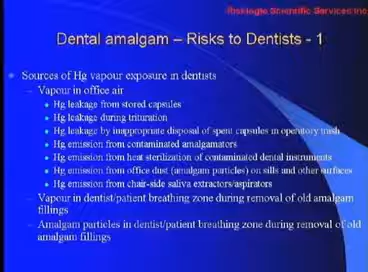 Risklogic Scientific Services Inc
Dental amalgam – Risks to Dentists - 1
Sources of Hg vapour exposure in dentists
– Vapour in office air
Hg leakage from stored capsules
Hg leakage during trituration
Hg leakage by inappropriate disposal of spent capsules in operatory trash
Hg emission from contaminated amalgamators
Hg emission from heat sterilization of contaminated dental instruments
Hg emission from office dust (amalgam particles) on sills and other surfaces
Hg emission from chair-side saliva extractors/aspirators
– Vapour in dentist/patient breathing zone during removal of old amalgam
fillings
– Amalgam particles in dentist/patient breathing zone during removal of old
amalgam fillings